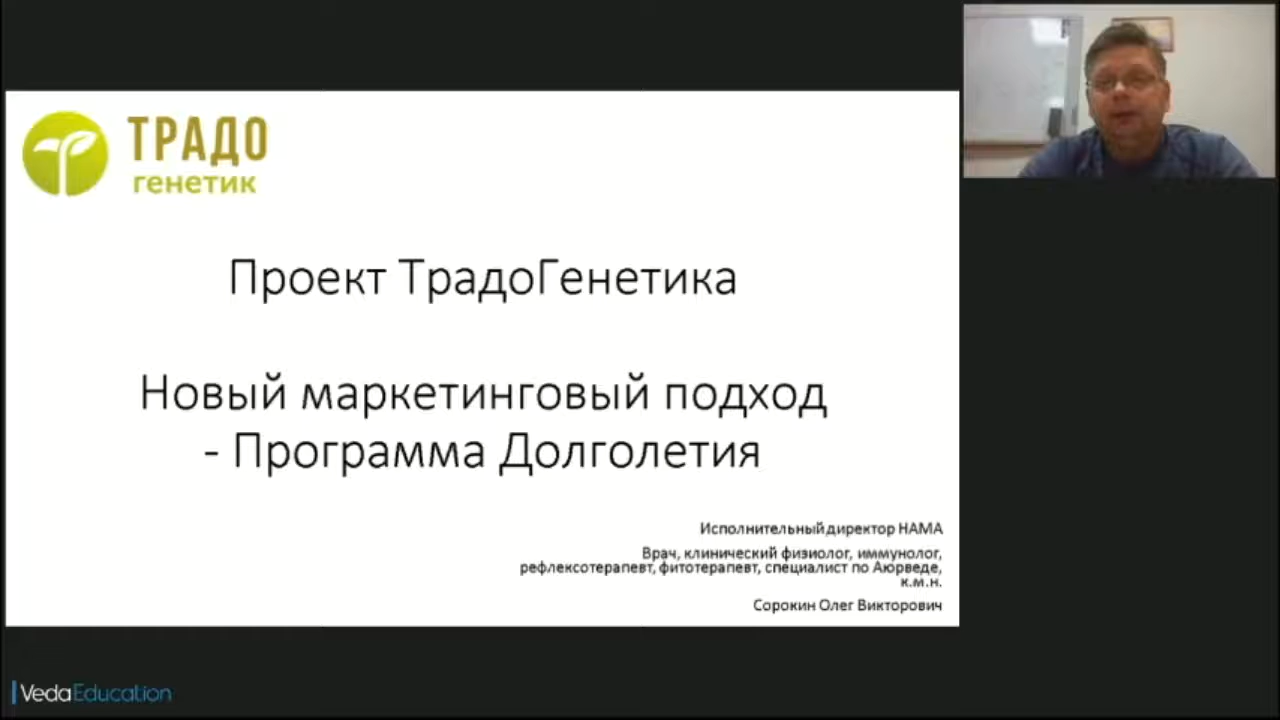 ТРАДО
генетик
Проект ТрадоГенетика
Новый маркетинговый подход
- Программа Долголетия
Исполнительный директор НАМА
Врач, клинический физиолог, иммунолог,
рефлексотерапевт, фитотерапевт, специалист по Аюрведе,
к.м.н.
Сорокин Олег Викторович
VedaEducation